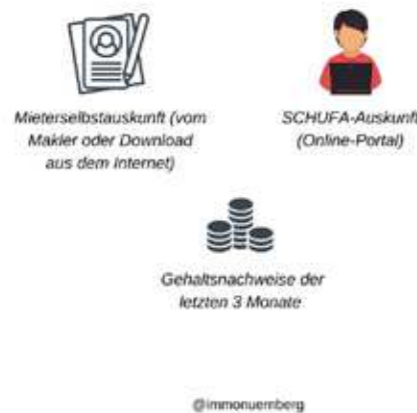 Mieterselbstauskunft (vom
Makler oder Download
aus dem Internet)
SCHUFA-Auskunft
(Online-Portal)
Gehaltsnachweise der
letzten 3 Monate
@immonuernberg